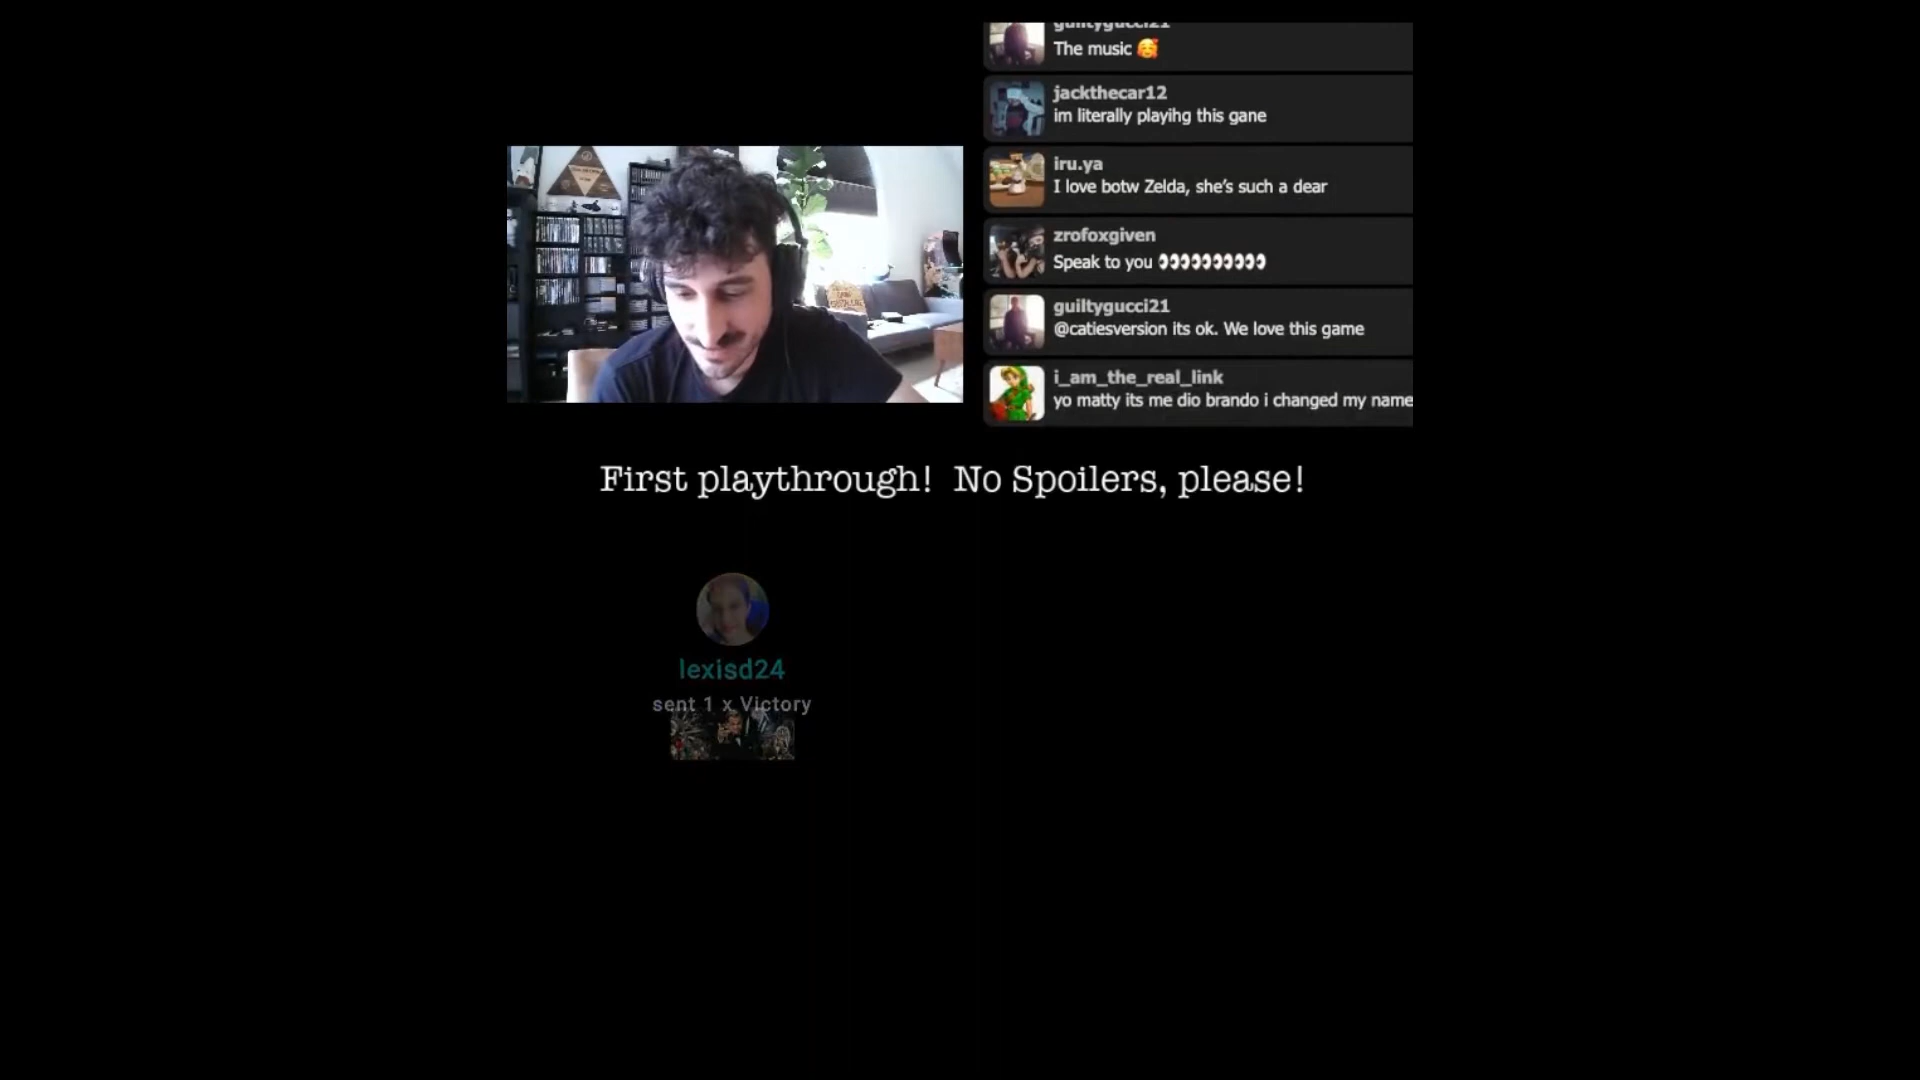 guiltygucci21
The music 🥰
jackthecar12
im literally playihg this gane
iru.ya
I love botw Zelda, she's such a dear
zrofoxgiven
Speak to you 👀👀👀👀👀
guiltygucci21
@catiesversion its ok. We love this game
i_am_the_real_link
yo matty its me dio brando i changed my name
First playthrough!  No Spoilers, please!
lexisd24
sent 1 x Victory